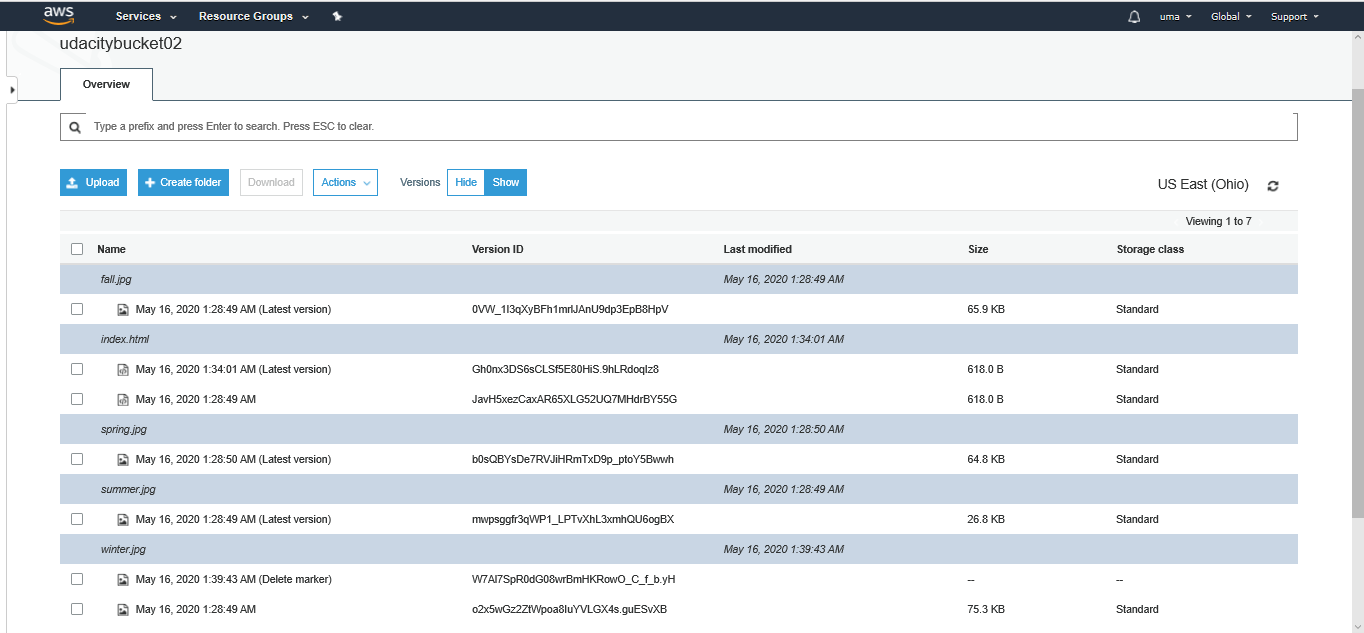 aws Services Resource Groups uma Global Support
udacitybucket02
Overview
Type a prefix and press Enter to search. Press ESC to clear.
Upload Create folder Download Actions Versions Hide Show US East (Ohio)
Viewing 1 to 7
Name Version ID Last modified Size Storage class
fall.jpg May 16, 2020 1:28:49 AM
May 16, 2020 1:28:49 AM (Latest version) 0VW_1I3qXyBFh1mrlJAnU9dp3EpB8HpV 65.9 KB Standard
index.html May 16, 2020 1:34:01 AM
May 16, 2020 1:34:01 AM (Latest version) Gh0nx3DS6sCLSf5E80HiS.9hLRdoqIz8 618.0 B Standard
May 16, 2020 1:28:49 AM JavH5xezCaxAR65XLG52UQ7MHdrBY55G 618.0 B Standard
spring.jpg May 16, 2020 1:28:50 AM
May 16, 2020 1:28:50 AM (Latest version) b0sQBYsDe7RVJiHRmTxD9p_ptoY5Bwwh 64.8 KB Standard
summer.jpg May 16, 2020 1:28:49 AM
May 16, 2020 1:28:49 AM (Latest version) mwpsggfr3qWP1_LPTvXhL3xmhQU6ogBX 26.8 KB Standard
winter.jpg May 16, 2020 1:39:43 AM
May 16, 2020 1:39:43 AM (Delete marker) W7Al7SpR0dG08wrBmHKRowO_C_f_b.yH -- --
May 16, 2020 1:28:49 AM o2x5wGz2ZtWpoa8IuYVLGX4s.guESvXB 75.3 KB Standard